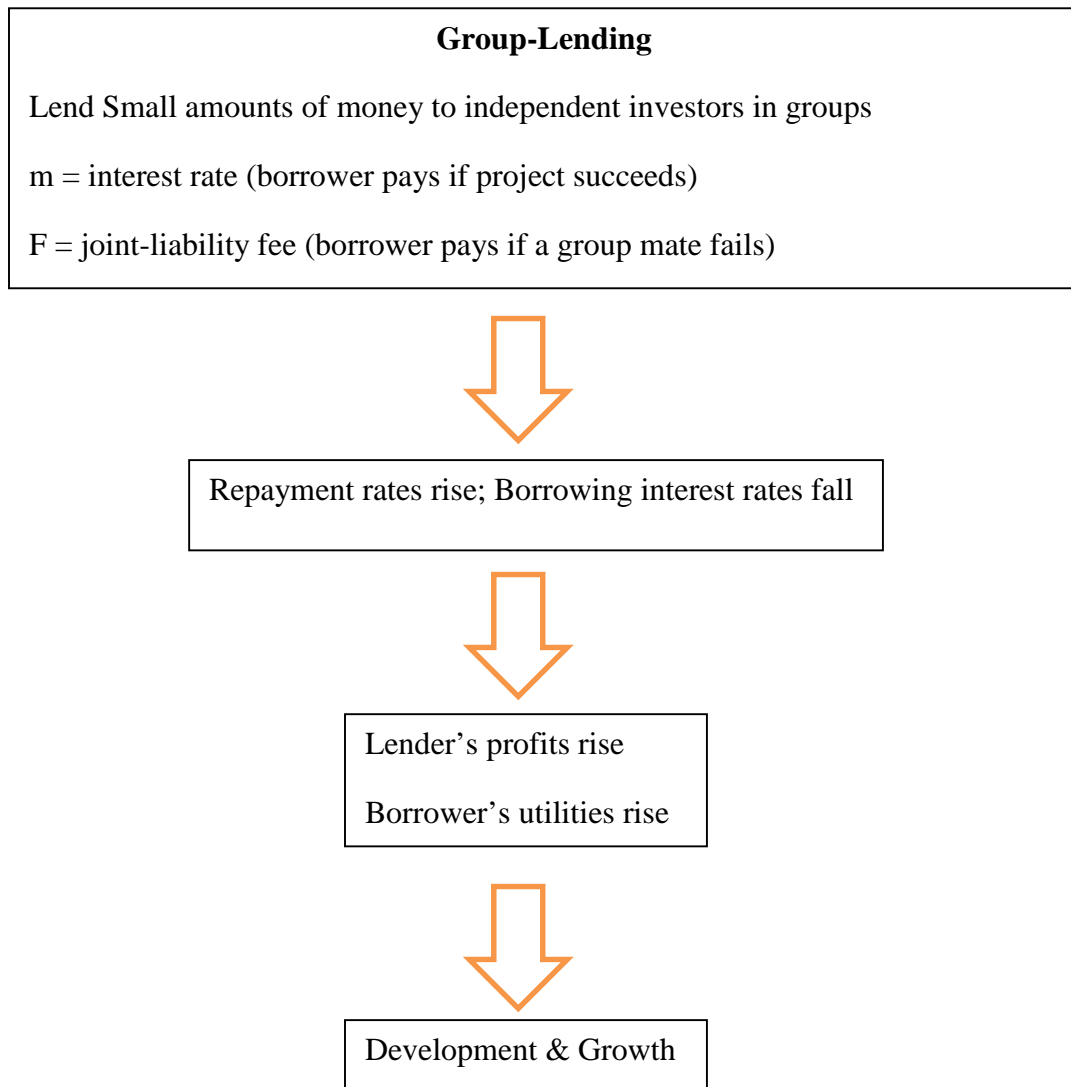 Group-Lending
Lend Small amounts of money to independent investors in groups
m = interest rate (borrower pays if project succeeds)
F = joint-liability fee (borrower pays if a group mate fails)
Repayment rates rise; Borrowing interest rates fall
Lender’s profits rise
Borrower’s utilities rise
Development & Growth